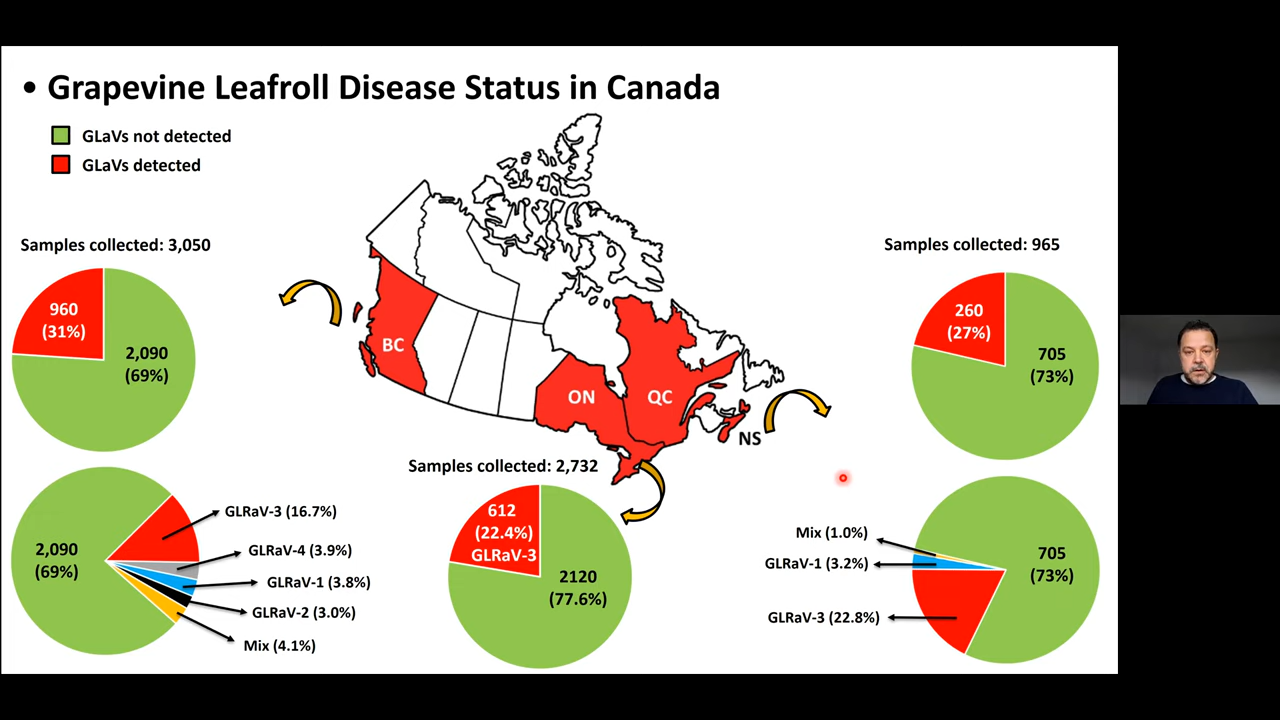 • Grapevine Leafroll Disease Status in Canada
GLaVs not detected
GLaVs detected
Samples collected: 3,050
960
(31%)
2,090
(69%)
2,090
(69%)
GLRaV-3 (16.7%)
GLRaV-4 (3.9%)
GLRaV-1 (3.8%)
GLRaV-2 (3.0%)
Mix (4.1%)
BC
ON
QC
NS
Samples collected: 2,732
612
(22.4%)
GLRaV-3
2120
(77.6%)
Samples collected: 965
260
(27%)
705
(73%)
Mix (1.0%)
GLRaV-1 (3.2%)
GLRaV-3 (22.8%)
705
(73%)